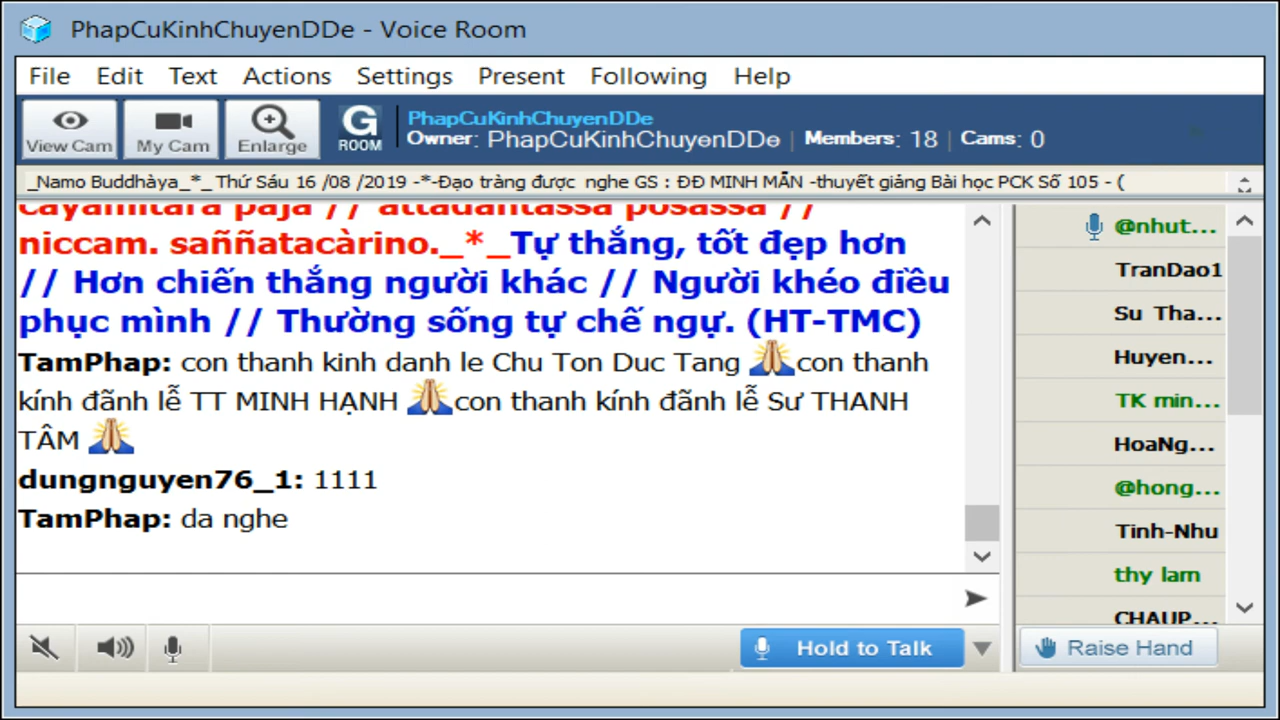 PhapCuKinhChuyenDDe - Voice Room
File Edit Text Actions Settings Present Following Help
View Cam My Cam Enlarge G ROOM
PhapCuKinhChuyenDDe
Owner: PhapCuKinhChuyenDDe | Members: 18 | Cams: 0
_Namo Buddhàya_*_ Thứ Sáu 16 /08 /2019 -*-Đạo tràng được nghe GS : ĐĐ MINH MẪN -thuyết giảng Bài học PCK Số 105 - (
cayamitara paja // attadantassa posassa //
niccam. saññatacàrino._*_Tự thắng, tốt đẹp hơn
// Hơn chiến thắng người khác // Người khéo điều
phục mình // Thường sống tự chế ngự. (HT-TMC)
TamPhap: con thanh kinh danh le Chu Ton Duc Tang 🙏con thanh
kính đãnh lễ TT MINH HẠNH 🙏con thanh kính đãnh lễ Sư THANH
TÂM 🙏
dungnguyen76_1: 1111
TamPhap: da nghe
@nhut...
TranDao1
Su Tha...
Huyen...
TK min...
HoaNg...
@hong...
Tinh-Nhu
thy lam
CHAUP...
Hold to Talk
Raise Hand